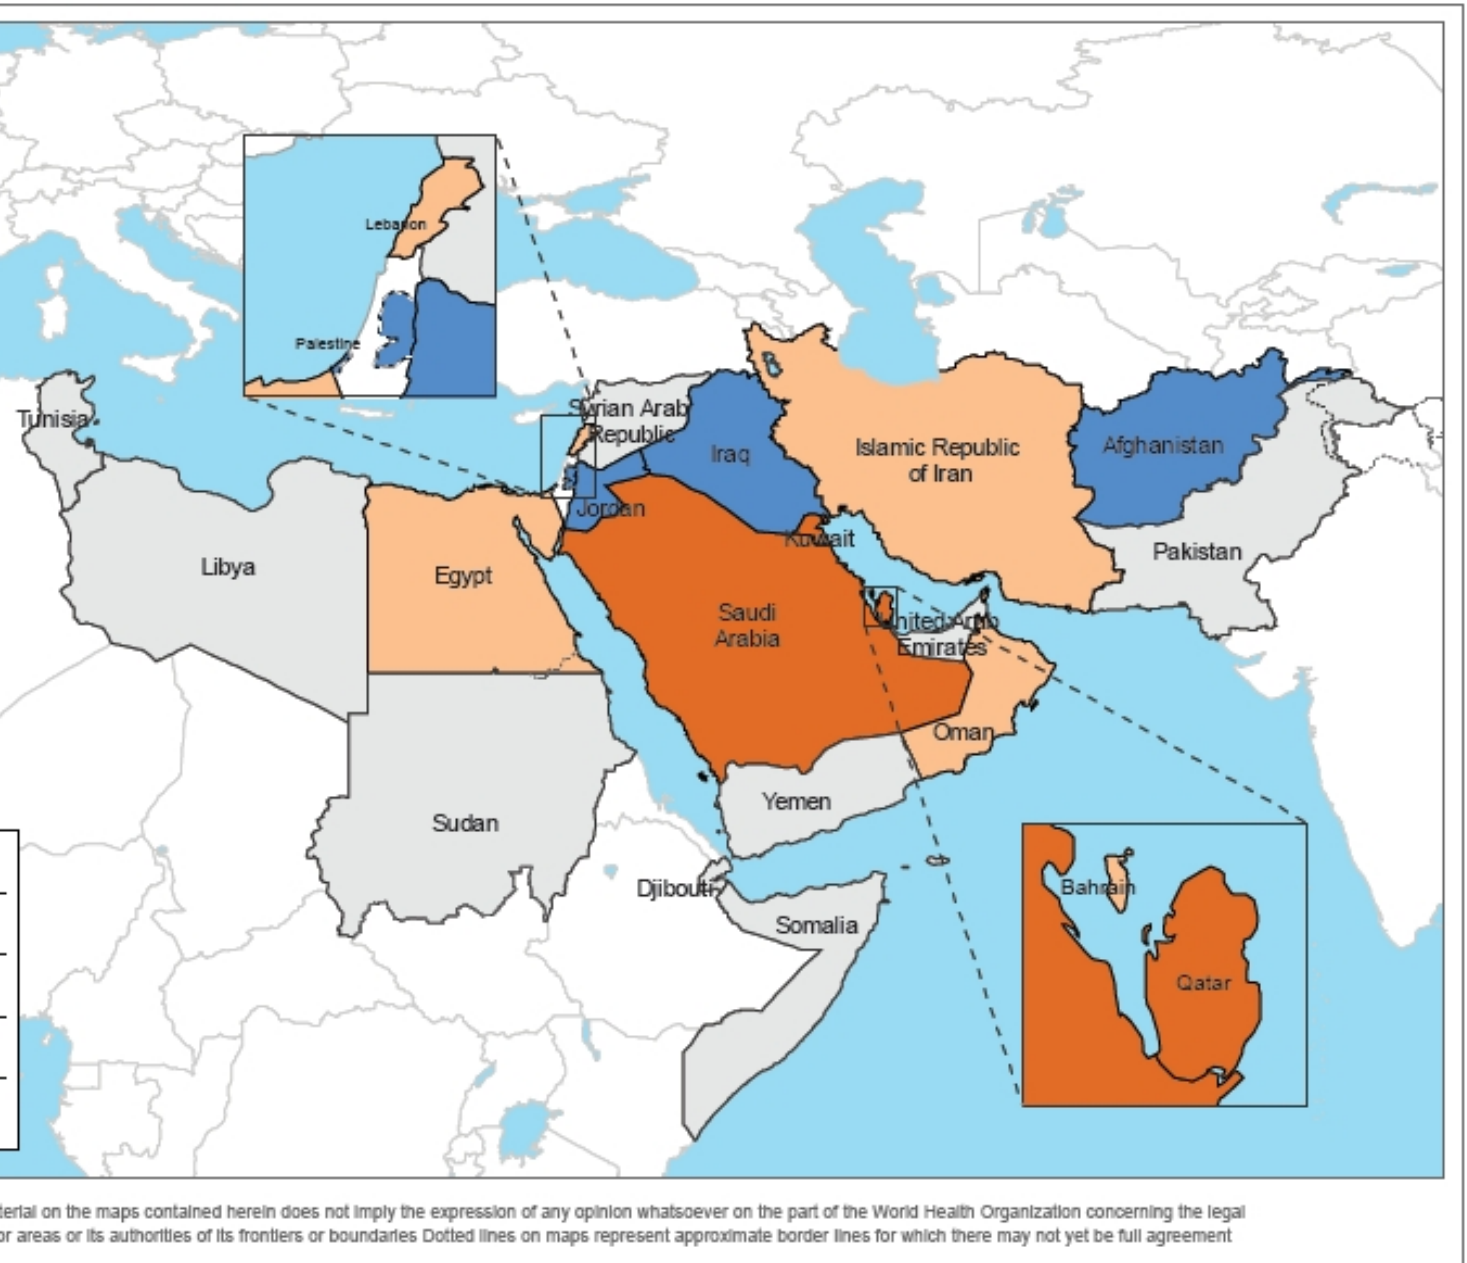 Lebanon
Palestine
Tunisia
Syrian Arab
Republic
Iraq
Islamic Republic
of Iran
Afghanistan
Jordan
Kuwait
Pakistan
Libya
Egypt
Saudi
Arabia
United Arab
Emirates
Oman
Yemen
Sudan
Djibouti
Somalia
Bahrain
Qatar
terial on the maps contained herein does not imply the expression of any opinion whatsoever on the part of the World Health Organization concerning the legal
or areas or its authorities of its frontiers or boundaries Dotted lines on maps represent approximate border lines for which there may not yet be full agreement